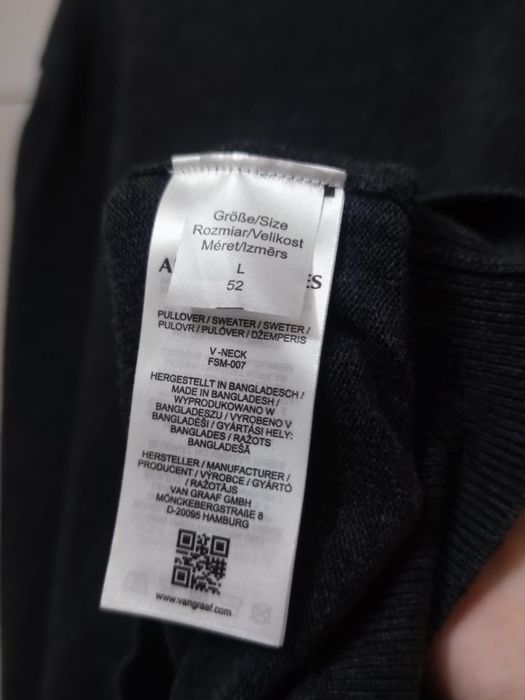 Größe/Size
Rozmiar/Velikost
Méret/Izmērs
L
52
PULLOVER / SWEATER / SWETER /
PULOVR / PULÓVER / DŽEMPERIS
V -NECK
FSM-007
HERGESTELLT IN BANGLADESCH /
MADE IN BANGLADESH /
WYPRODUKOWANO W
BANGLADESZU / VYROBENO V
BANGLADÉŠI / GYÁRTÁSI HELY:
BANGLADES / RAŽOTS
BANGLADEŠĀ
HERSTELLER / MANUFACTURER /
PRODUCENT / VÝROBCE / GYÁRTÓ
/ RAŽOTĀJS
VAN GRAAF GMBH
MÖNCKEBERGSTRAßE 8
D-20095 HAMBURG
www.vangraaf.com